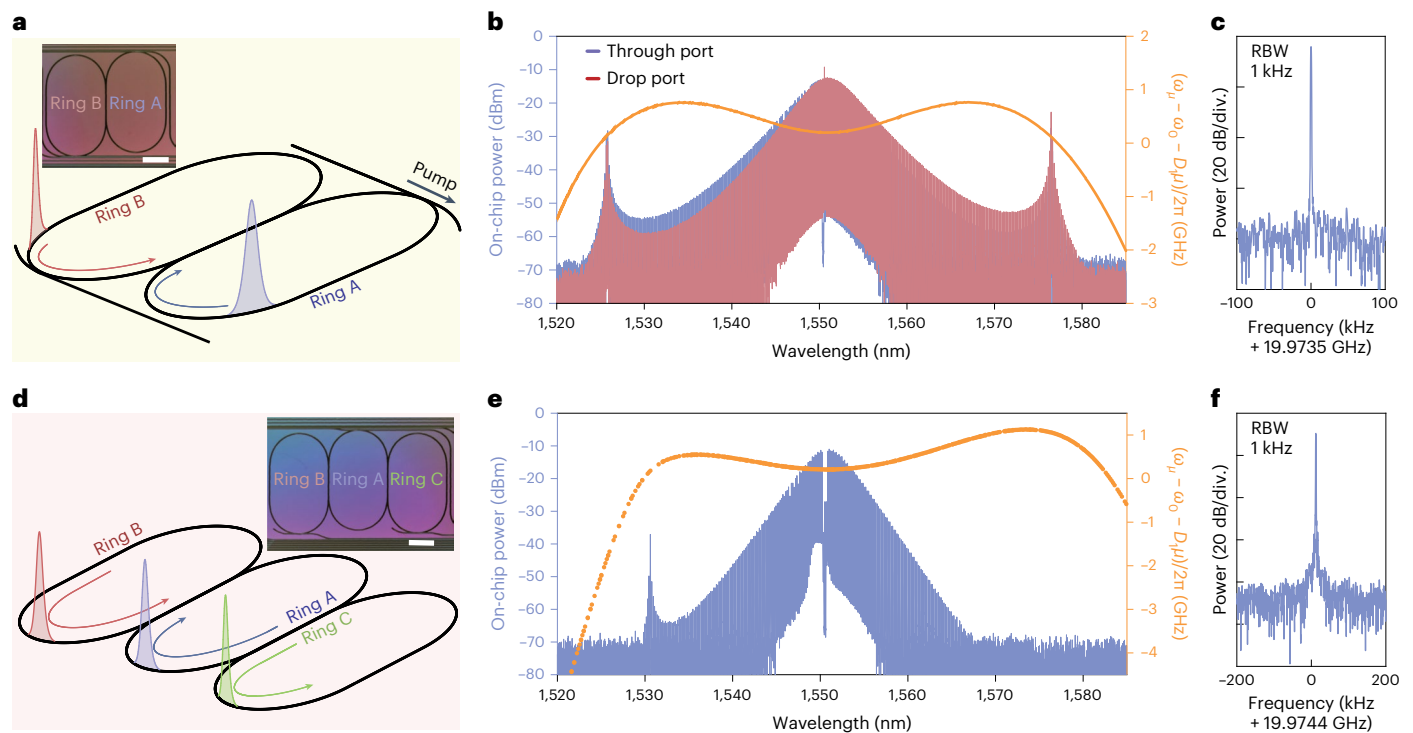 a
Ring B
Ring A
Pump
Ring B
Ring A
b
Through port
Drop port
0
–10
–20
–30
–40
–50
–60
–70
–80
On-chip power (dBm)
2
1
0
–1
–2
–3
(ωμ – ω0 – D1μ)/2π (GHz)
1,520
1,530
1,540
1,550
1,560
1,570
1,580
Wavelength (nm)
c
RBW
1 kHz
Power (20 dB/div.)
–100
0
100
Frequency (kHz
+ 19.9735 GHz)
d
Ring B
Ring A
Ring C
Ring B
Ring A
Ring C
e
0
–10
–20
–30
–40
–50
–60
–70
–80
On-chip power (dBm)
1
0
–1
–2
–3
–4
(ωμ – ω0 – D1μ)/2π (GHz)
1,520
1,530
1,540
1,550
1,560
1,570
1,580
Wavelength (nm)
f
RBW
1 kHz
Power (20 dB/div.)
–200
0
200
Frequency (kHz
+ 19.9744 GHz)